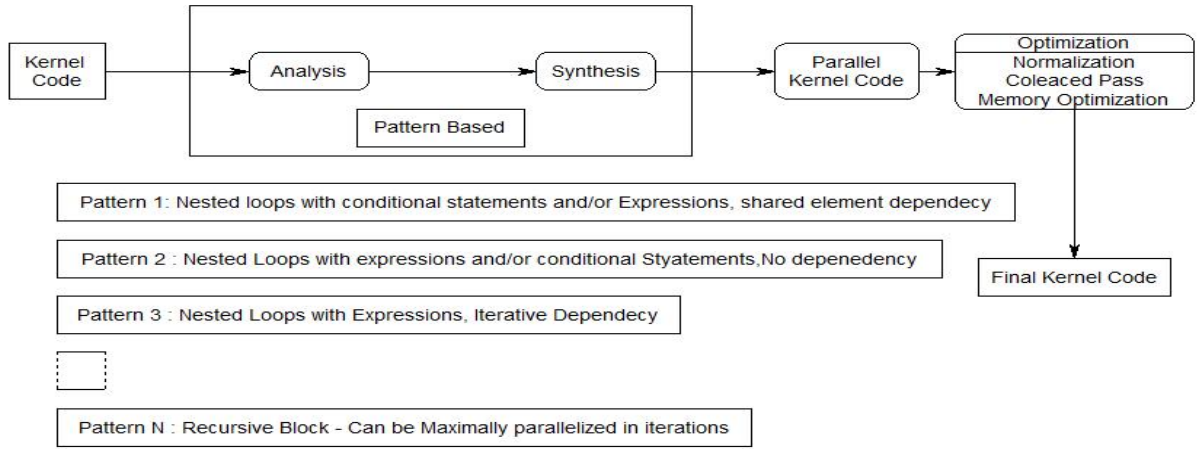 Kernel
Code
Analysis
Synthesis
Pattern Based
Parallel
Kernel Code
Optimization
Normalization
Coleaced Pass
Memory Optimization
Pattern 1: Nested loops with conditional statements and/or Expressions, shared element dependecy
Pattern 2 : Nested Loops with expressions and/or conditional Styatements,No depenedency
Final Kernel Code
Pattern 3 : Nested Loops with Expressions, Iterative Dependecy
Pattern N : Recursive Block - Can be Maximally parallelized in iterations